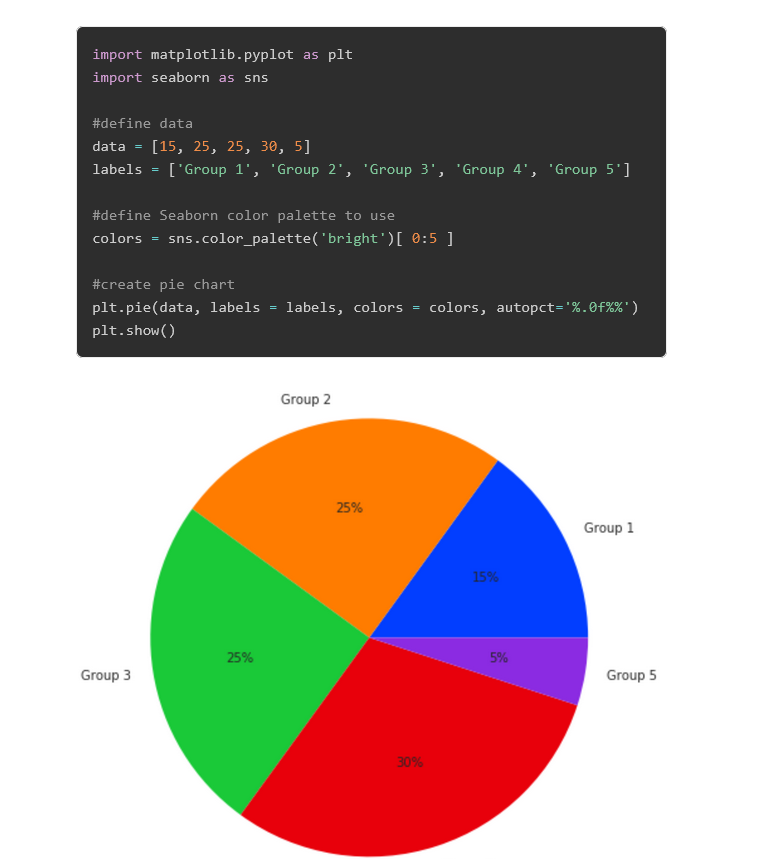 import matplotlib.pyplot as plt
import seaborn as sns
#define data
data = [15, 25, 25, 30, 5]
labels = ['Group 1', 'Group 2', 'Group 3', 'Group 4', 'Group 5']
#define Seaborn color palette to use
colors = sns.color_palette('bright')[ 0:5 ]
#create pie chart
plt.pie(data, labels = labels, colors = colors, autopct='%.0f%%')
plt.show()
Group 2
25%
Group 1
15%
25%
5%
Group 3
Group 5
30%